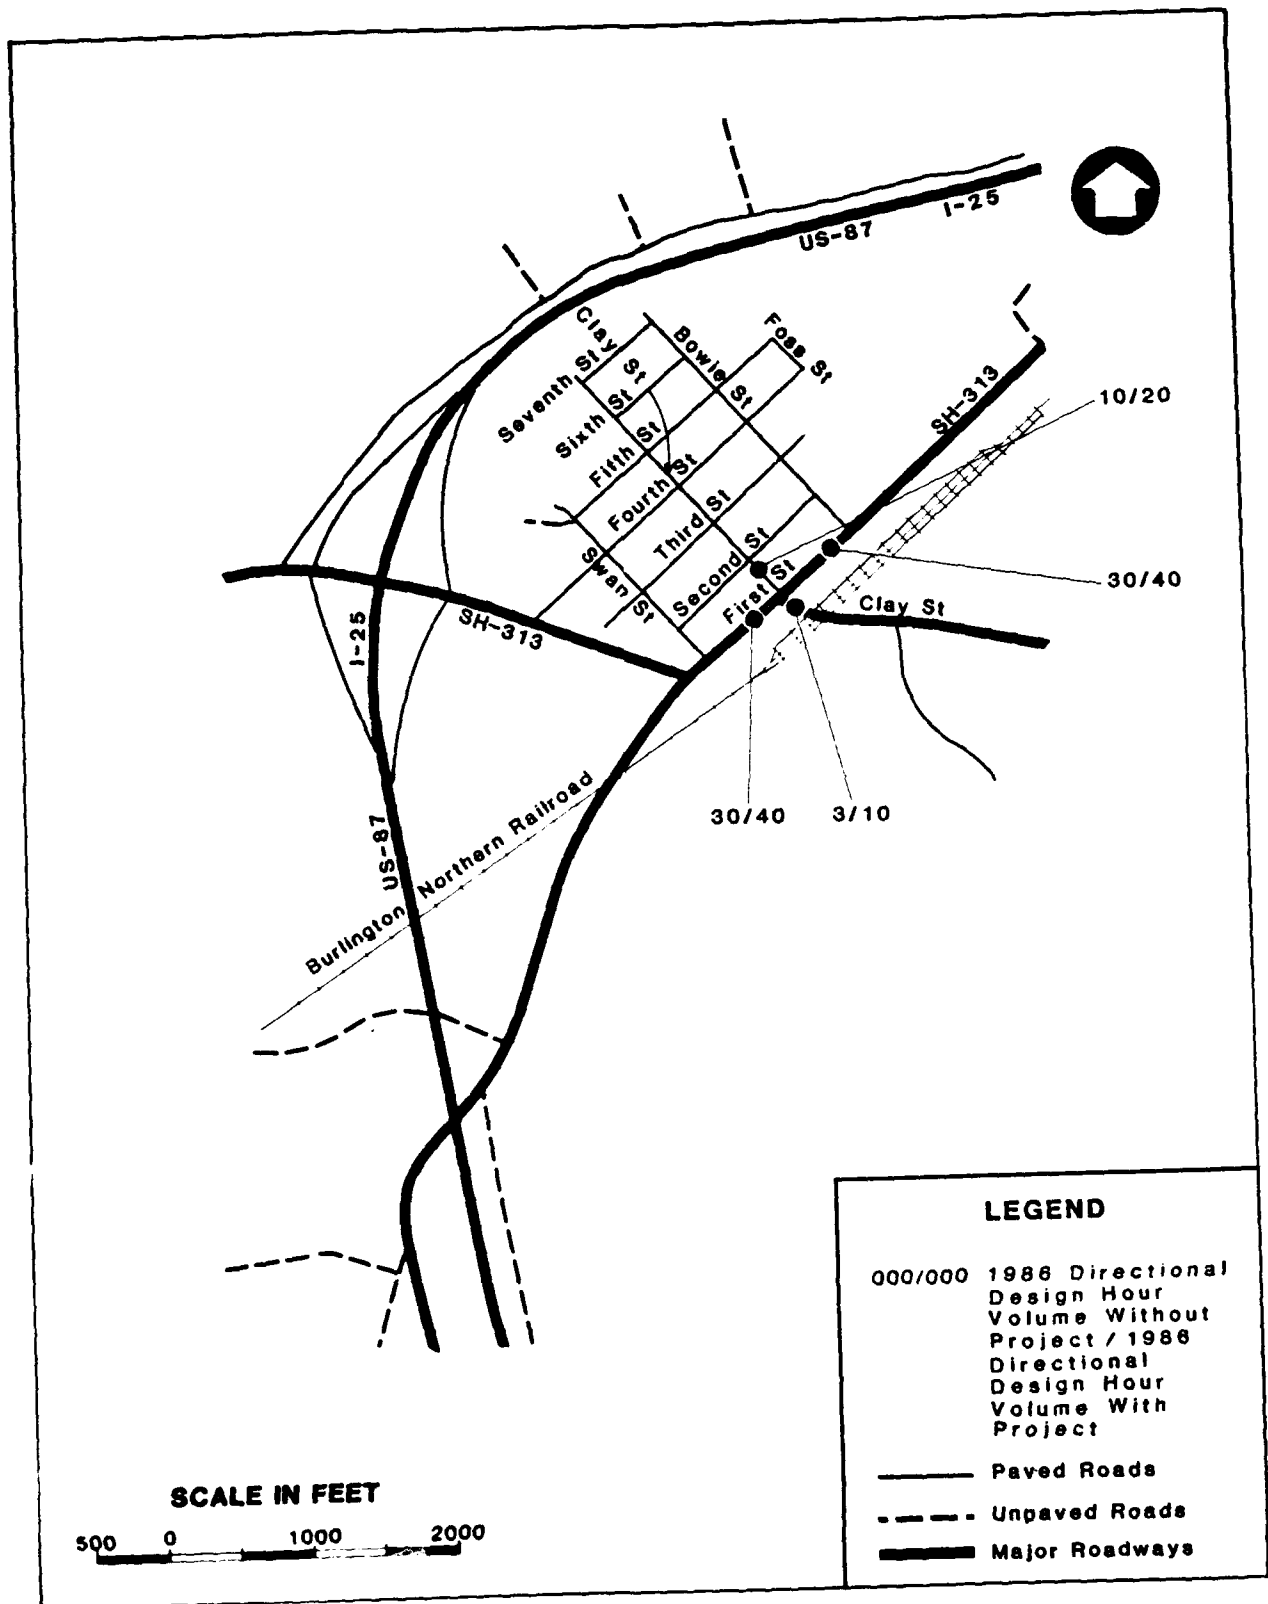 I-25
US-87
Clay St
Bowie St
Foss St
Seventh St
Sixth St
Fifth St
Fourth St
Third St
Second St
First St
Swan St
SH-313
10/20
30/40
Clay St
SH-313
I-25
30/40
3/10
US-87
Burlington Northern Railroad
LEGEND
000/000 1986 Directional
Design Hour
Volume Without
Project / 1986
Directional
Design Hour
Volume With
Project
Paved Roads
Unpaved Roads
Major Roadways
SCALE IN FEET
500 0 1000 2000